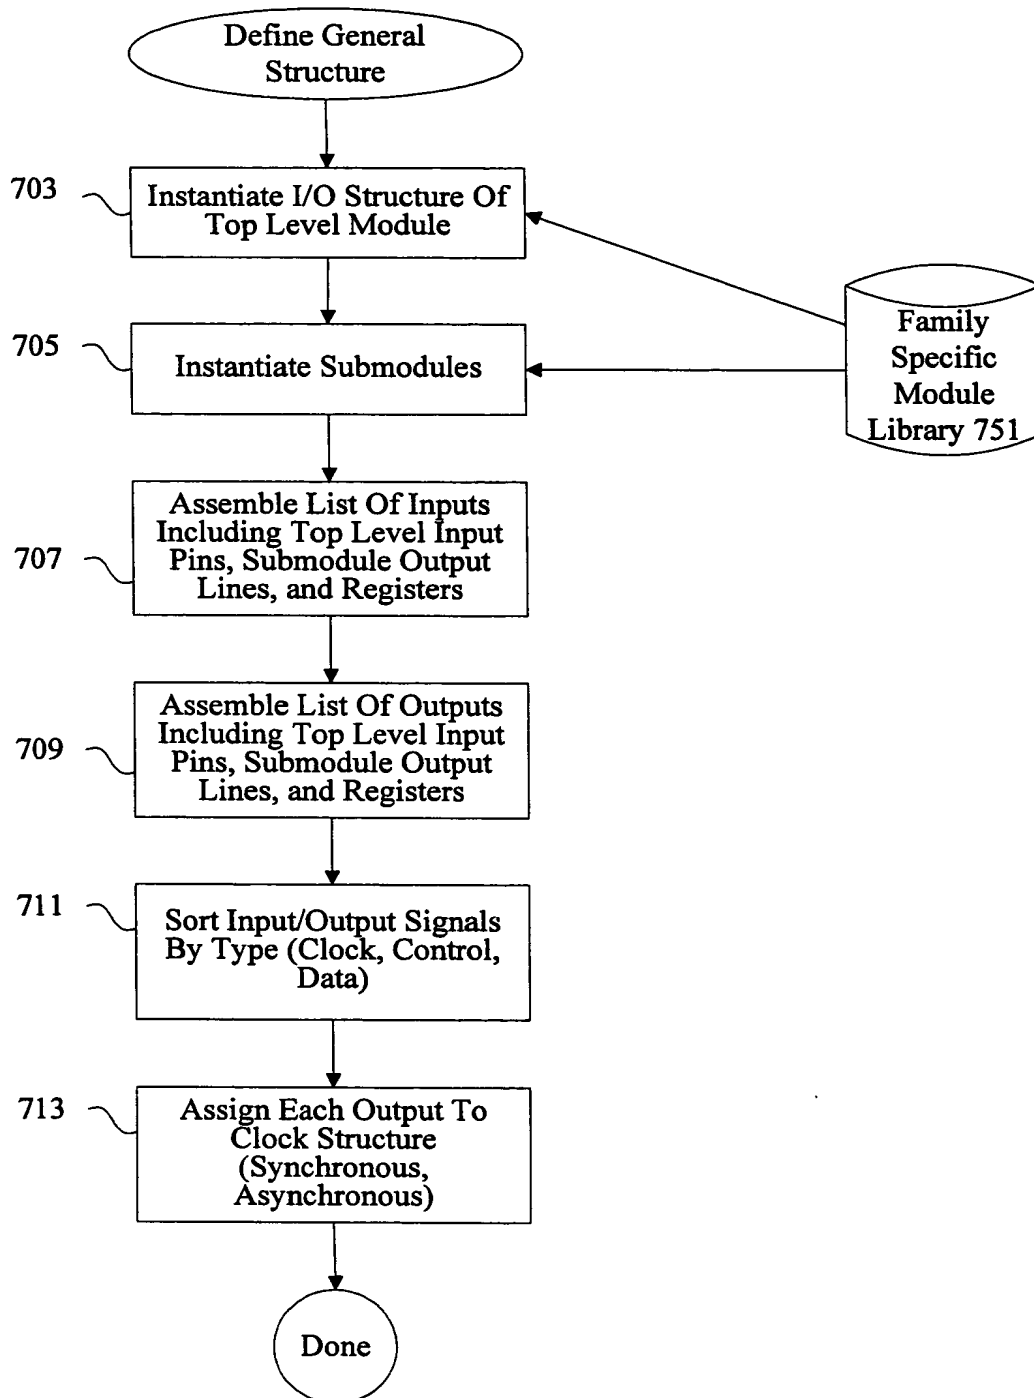 Define General
Structure
703
Instantiate I/O Structure Of
Top Level Module
705
Instantiate Submodules
Family
Specific
Module
Library 751
707
Assemble List Of Inputs
Including Top Level Input
Pins, Submodule Output
Lines, and Registers
709
Assemble List Of Outputs
Including Top Level Input
Pins, Submodule Output
Lines, and Registers
711
Sort Input/Output Signals
By Type (Clock, Control,
Data)
713
Assign Each Output To
Clock Structure
(Synchronous,
Asynchronous)
Done